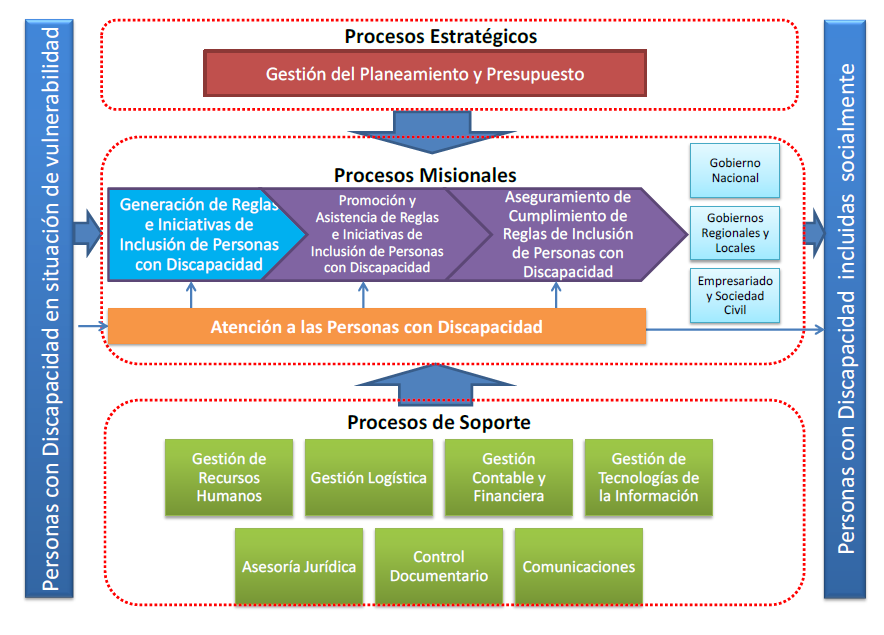 Personas con Discapacidad en situación de vulnerabilidad
Procesos Estratégicos
Gestión del Planeamiento y Presupuesto
Procesos Misionales
Generación de Reglas
e Iniciativas de
Inclusión de Personas
con Discapacidad
Promoción y
Asistencia de Reglas
e Iniciativas de
Inclusión de Personas
con Discapacidad
Aseguramiento de
Cumplimiento de
Reglas de Inclusión
de Personas con
Discapacidad
Gobierno
Nacional
Gobiernos
Regionales y
Locales
Empresariado
y Sociedad
Civil
Atención a las Personas con Discapacidad
Procesos de Soporte
Gestión de
Recursos
Humanos
Gestión Logística
Gestión
Contable y
Financiera
Gestión de
Tecnologías de
la Información
Asesoría Jurídica
Control
Documentario
Comunicaciones
Personas con Discapacidad incluidas socialmente